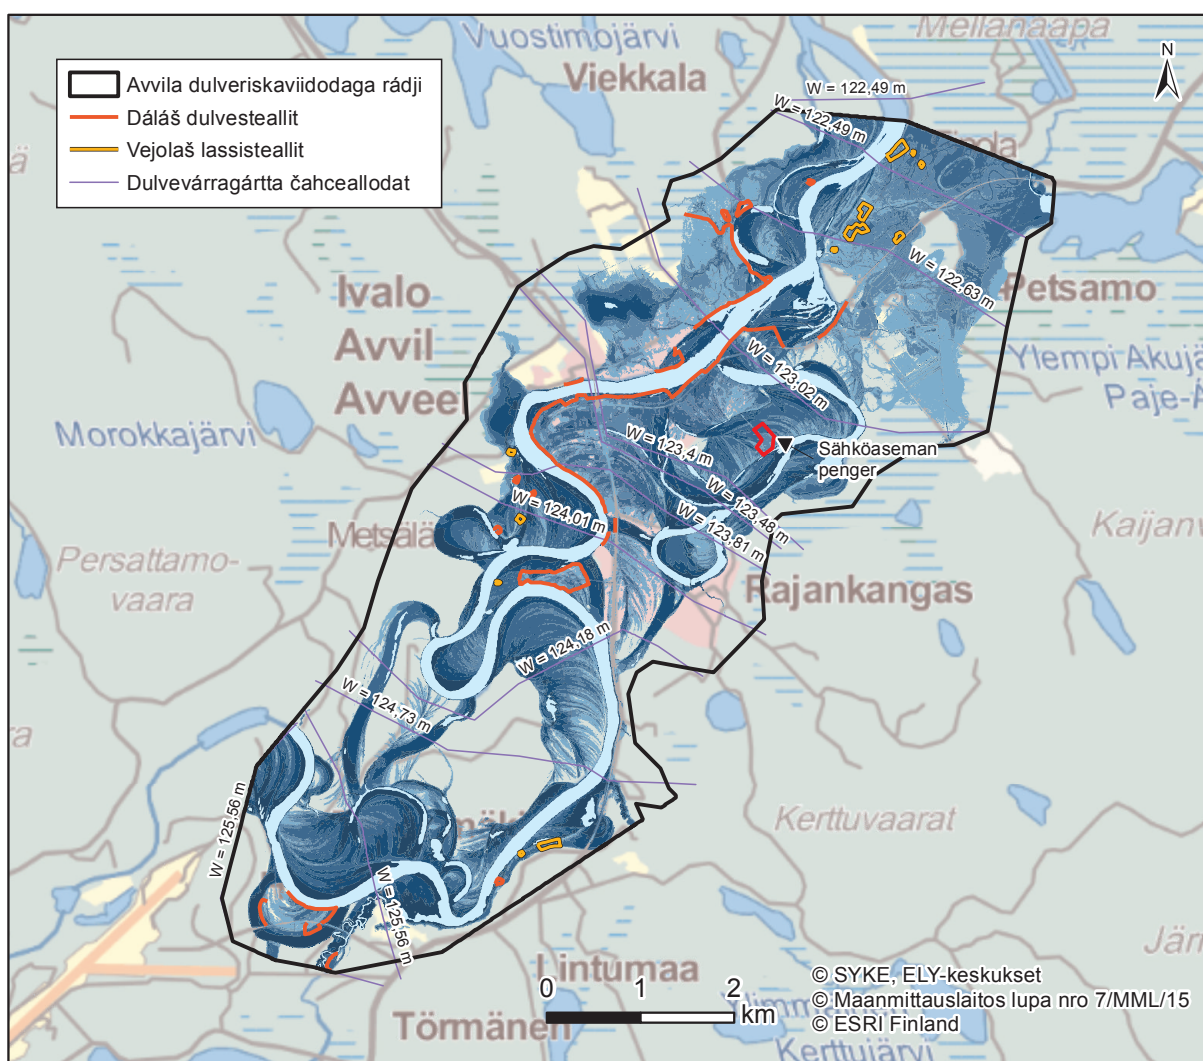 Vuostimojärvi
Mellanaapa
Viekkala
N
Avvila dulveriskaviidodaga rádji
Dáláš dulvesteallit
Vejolaš lassisteallit
Dulvevárragártta čahceallodat
W = 122,49 m
W = 122,49 m
W = 122,63 m
Petsamo
Ivalo
Avvil
Avveel
Ylempi Akujä
Paje-A
W = 123,02 m
Morokkajärvi
W = 123,4 m
Sähköaseman
penger
W = 123,48 m
W = 124,01 m
W = 123,81 m
Metsälä
Kaijanv
Persattamo-
vaara
Rajankangas
W = 124,18 m
W = 124,73 m
W = 125,56 m
Kerttuvaarat
W = 125,56 m
Järr
Lintumaa
0 1 2
km
Törmänen
© SYKE, ELY-keskukset
© Maanmittauslaitos lupa nro 7/MML/15
© ESRI Finland
Kerttujärvi